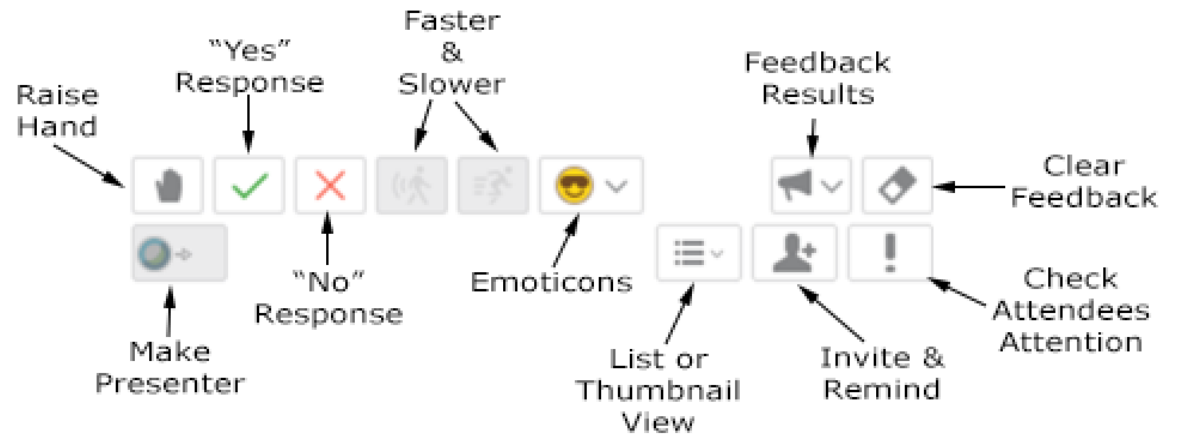 Raise
Hand
“Yes”
Response
Faster
&
Slower
Feedback
Results
Clear
Feedback
Make
Presenter
“No”
Response
Emoticons
List or
Thumbnail
View
Invite &
Remind
Check
Attendees
Attention